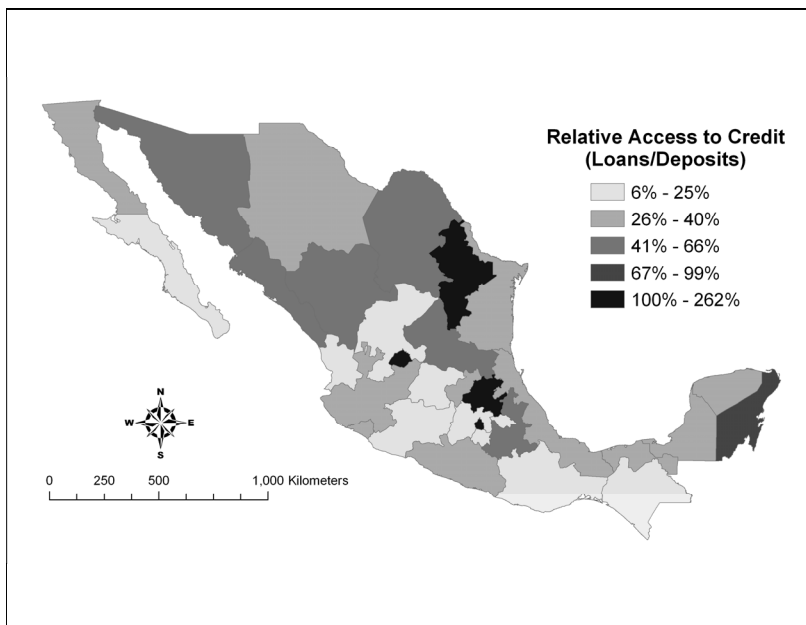 Relative Access to Credit
(Loans/Deposits)
6% - 25%
26% - 40%
41% - 66%
67% - 99%
100% - 262%
N
W E
S
0 250 500 1,000 Kilometers